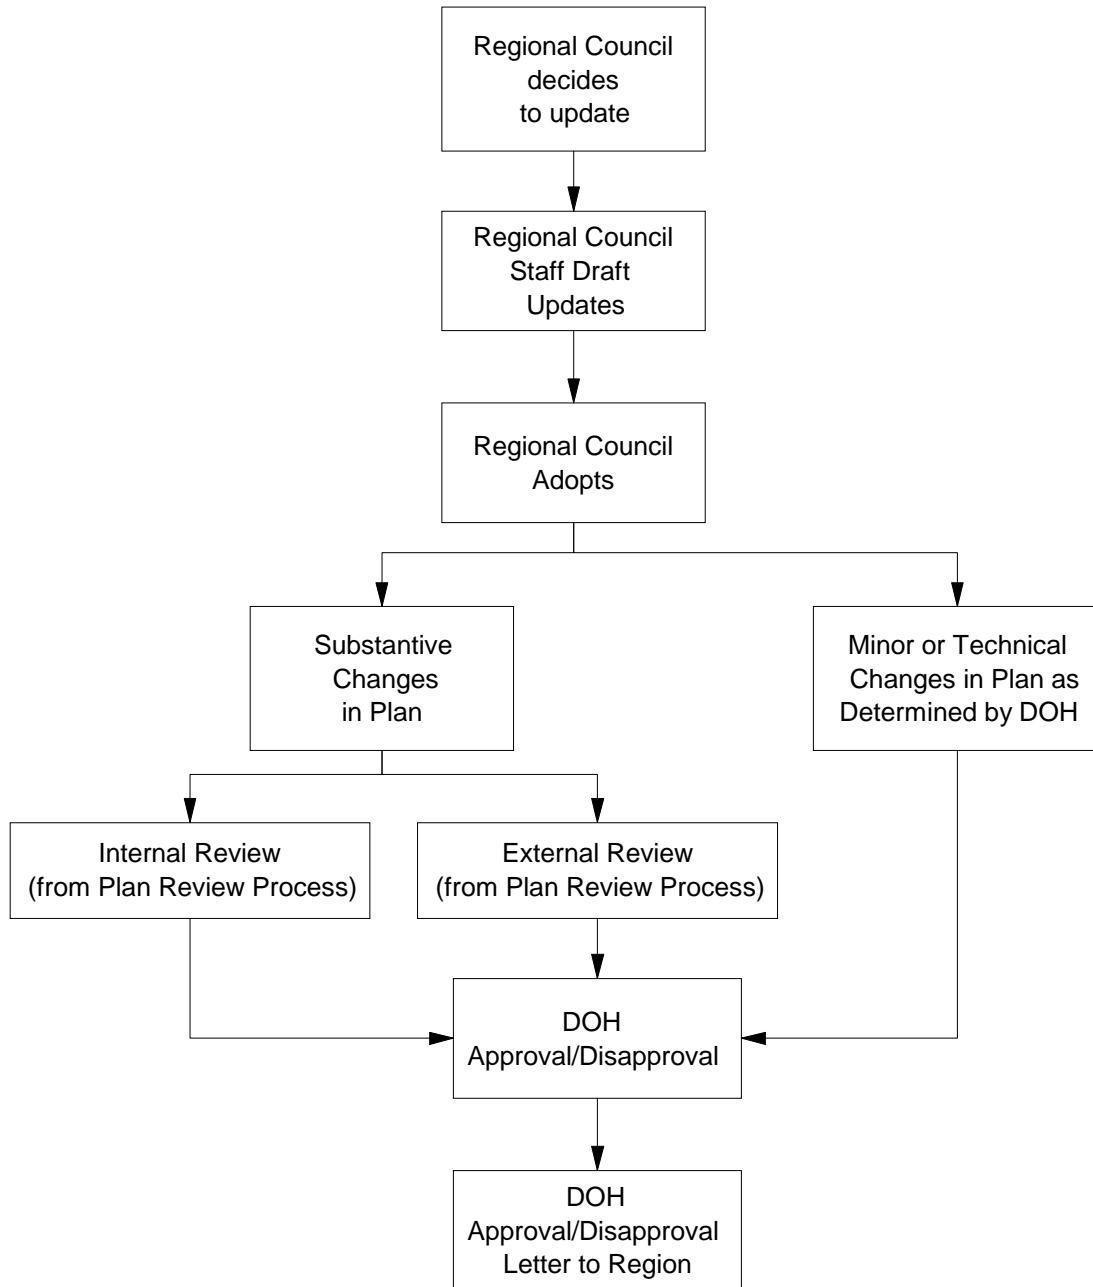 Regional Council
decides
to update
Regional Council
Staff Draft
Updates
Regional Council
Adopts
Substantive
Changes
in Plan
Minor or Technical
Changes in Plan as
Determined by DOH
Internal Review
(from Plan Review Process)
External Review
(from Plan Review Process)
DOH
Approval/Disapproval
DOH
Approval/Disapproval
Letter to Region